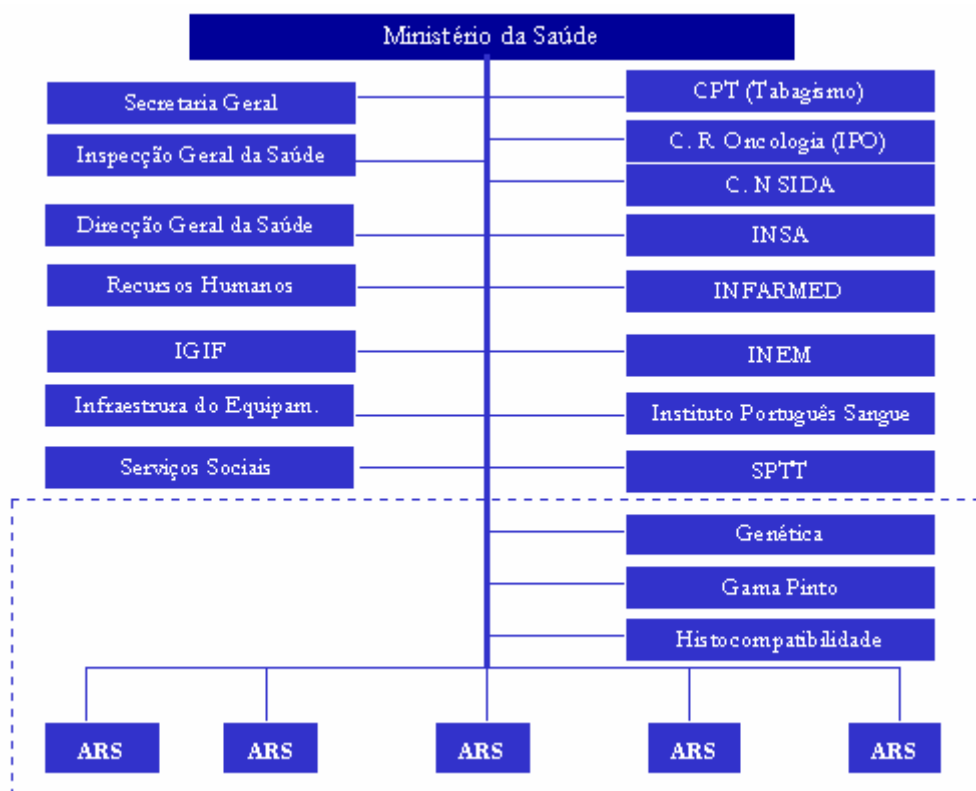 Ministério da Saúde
Secretaria Geral
Inspecção Geral da Saúde
Direcção Geral da Saúde
Recursos Humanos
IGIF
Infraestrura do Equipam.
Serviços Sociais
CPT (Tabagismo)
C. R. Oncologia (IPO)
C. N SIDA
INSA
INFARMED
INEM
Instituto Português Sangue
SPTT
Genética
Gama Pinto
Histocompatibilidade
ARS
ARS
ARS
ARS
ARS